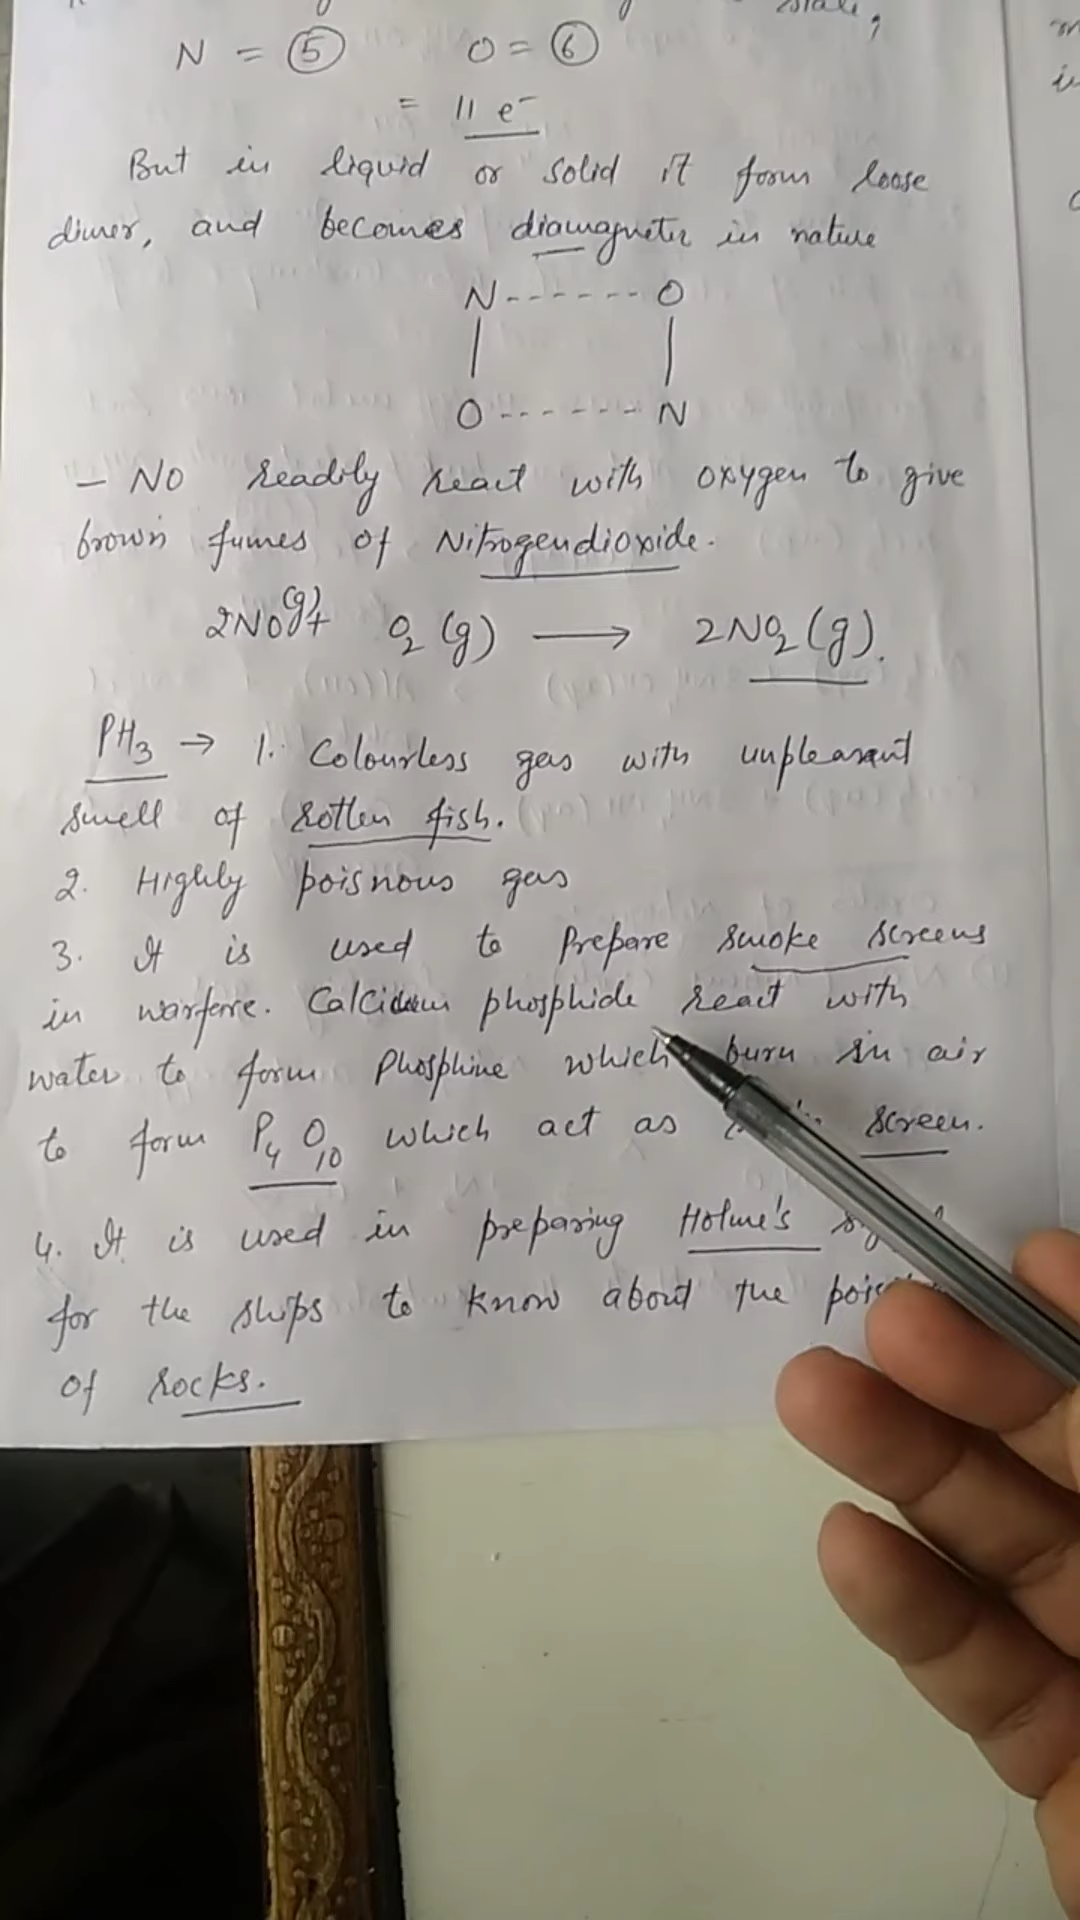 state,
N = 5 O = 6
= 11 e⁻
But in liquid or solid it form loose
dimer, and becomes diamagnetic in nature
N------O
| |
O------N
— NO readily react with oxygen to give
brown fumes of Nitrogendioxide.
2NO(g)+ O₂(g) ⟶ 2NO₂(g).
PH₃ → 1. Colourless gas with unpleasant
smell of rotten fish.
2. Highly poisnous gas
3. It is used to Prepare smoke screens
in warfare. Calcium phosphide react with
water to form Phosphine which burn in air
to form P₄O₁₀ which act as screen.
4. It is used in preparing Holme's
for the ships to know about the
of rocks.